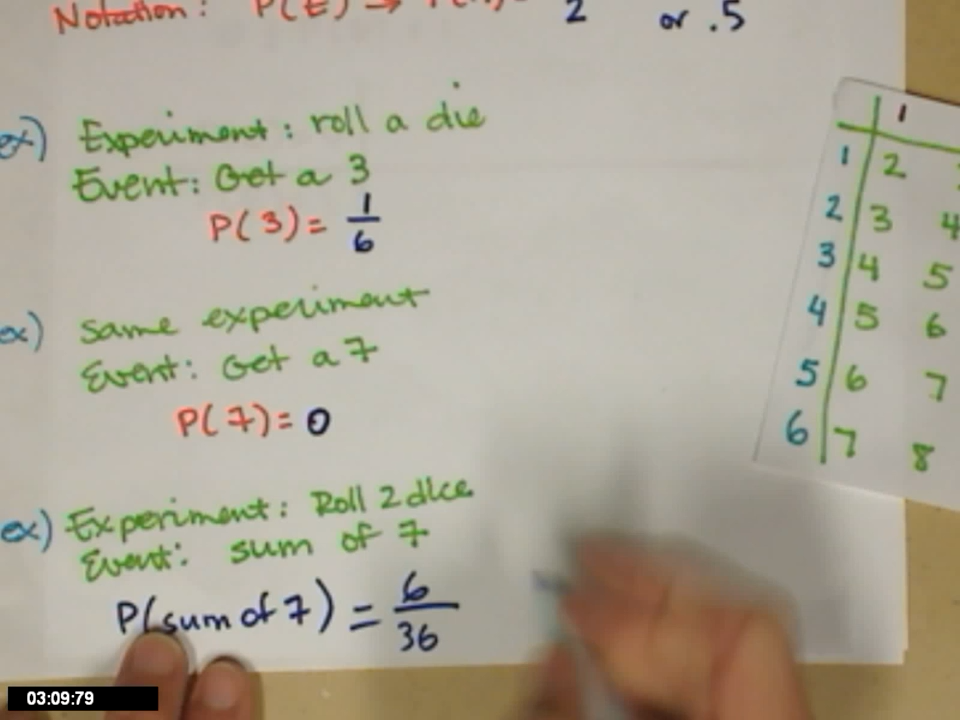 Notation: P(E) →
2 or .5
ex) Experiment: roll a die
Event: Get a 3
P(3) = 1/6
ex) same experiment
Event: Get a 7
P(7) = 0
ex) Experiment: Roll 2 dice
Event: sum of 7
P(sum of 7) = 6/36
1
1 2
2 3 4
3 4 5
4 5 6
5 6 7
6 7 8
03:09:79